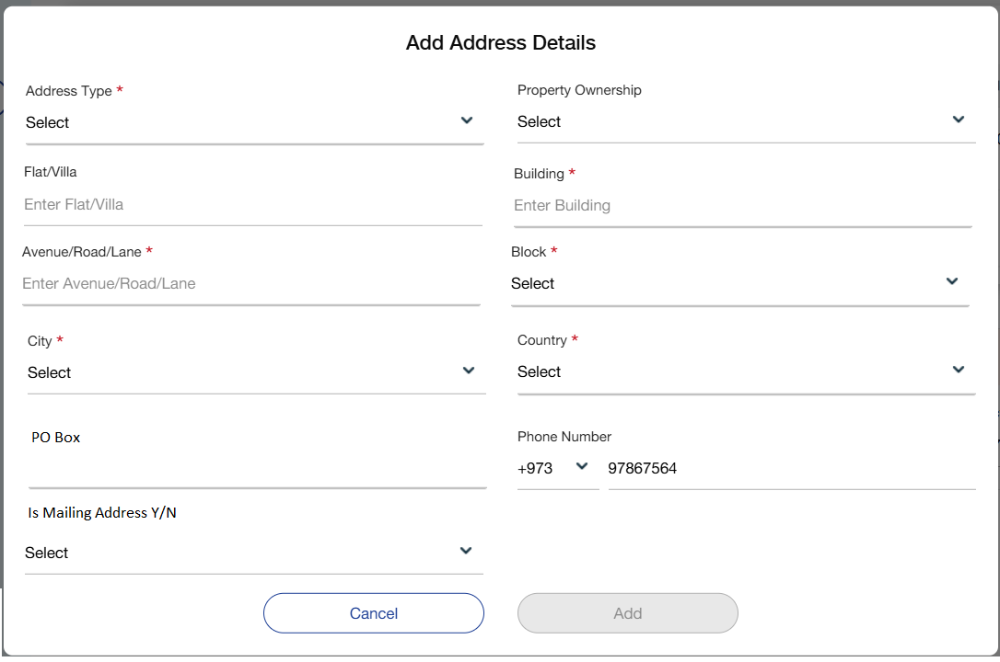 Add Address Details
Address Type *
Property Ownership
Select
Select
Flat/Villa
Building *
Enter Flat/Villa
Enter Building
Avenue/Road/Lane *
Block *
Enter Avenue/Road/Lane
Select
City *
Country *
Select
Select
PO Box
Phone Number
+973 97867564
Is Mailing Address Y/N
Select
Cancel
Add